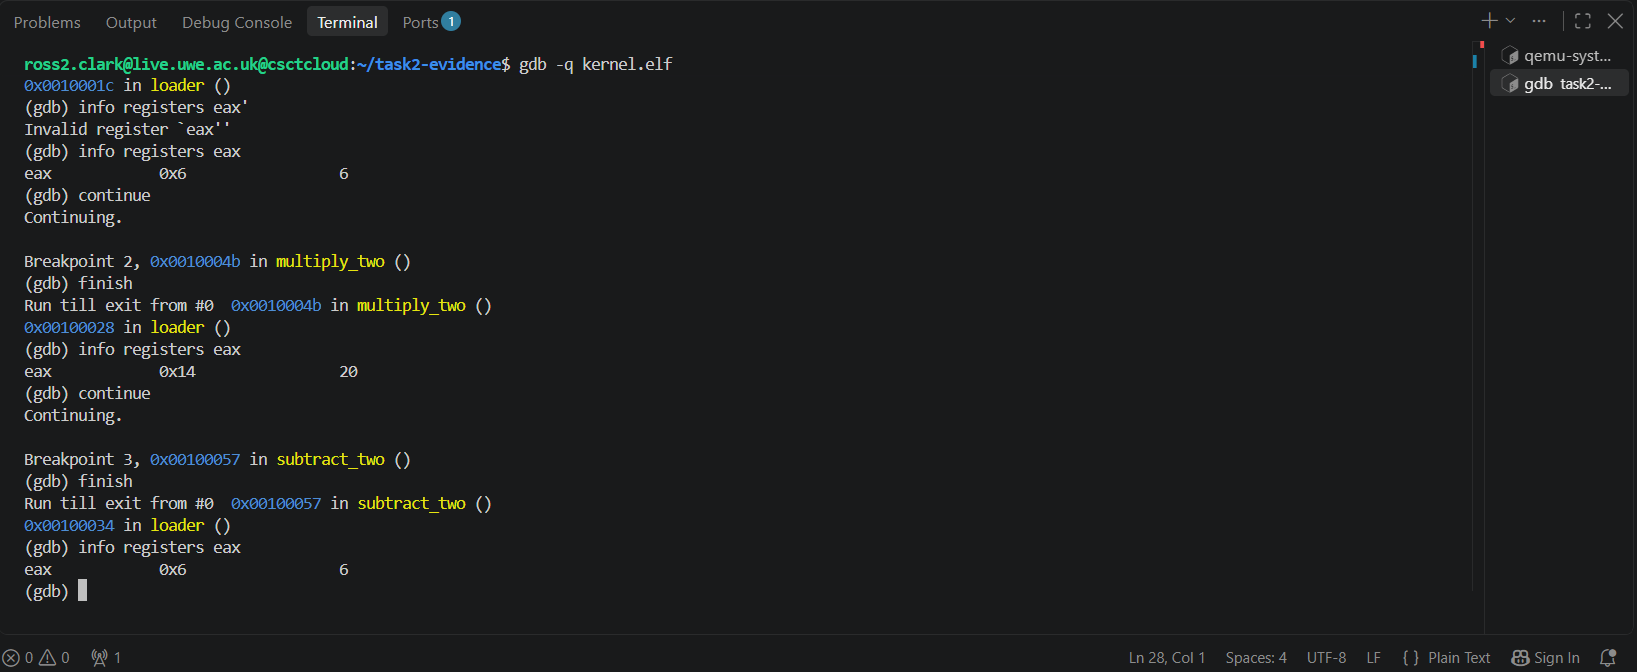 Problems Output Debug Console Terminal Ports 1
ross2.clark@live.uwe.ac.uk@csctcloud:~/task2-evidence$ gdb -q kernel.elf
0x0010001c in loader ()
(gdb) info registers eax'
Invalid register `eax''
(gdb) info registers eax
eax 0x6 6
(gdb) continue
Continuing.
Breakpoint 2, 0x0010004b in multiply_two ()
(gdb) finish
Run till exit from #0 0x0010004b in multiply_two ()
0x00100028 in loader ()
(gdb) info registers eax
eax 0x14 20
(gdb) continue
Continuing.
Breakpoint 3, 0x00100057 in subtract_two ()
(gdb) finish
Run till exit from #0 0x00100057 in subtract_two ()
0x00100034 in loader ()
(gdb) info registers eax
eax 0x6 6
(gdb)
qemu-syst...
gdb task2-...
0 0 1 Ln 28, Col 1 Spaces: 4 UTF-8 LF {} Plain Text Sign In